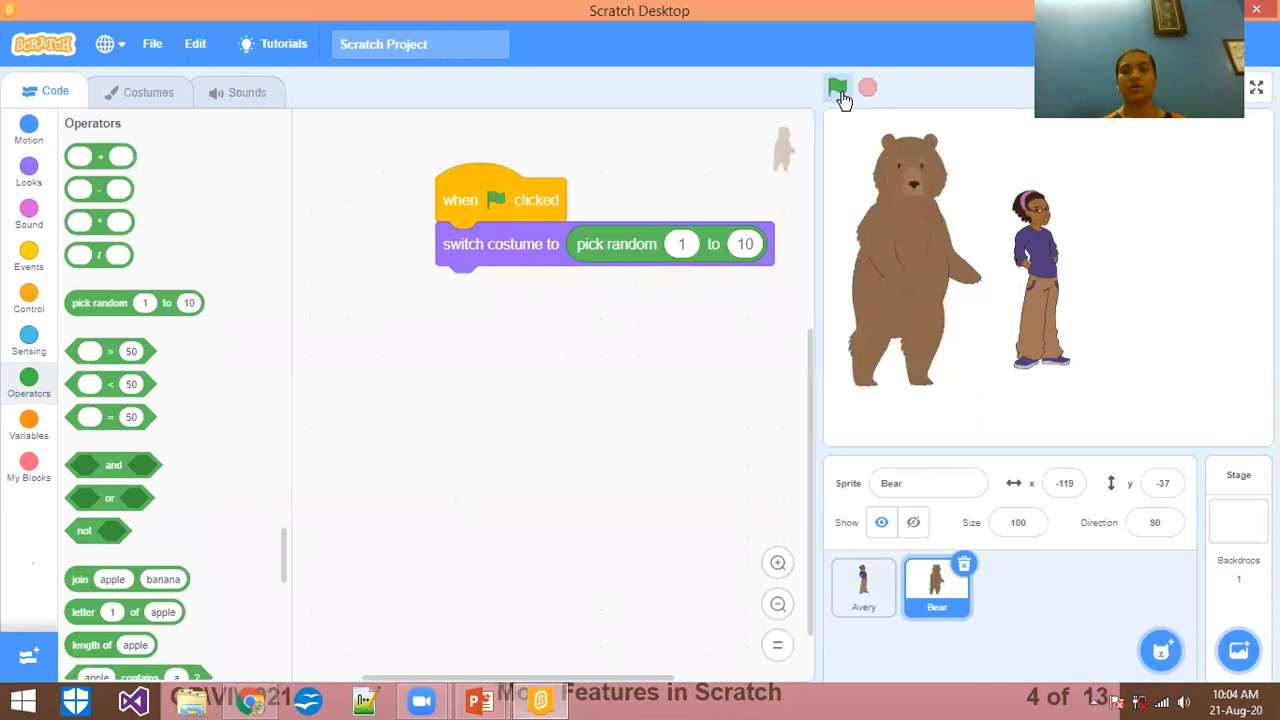 Scratch Desktop
SCRATCH File Edit Tutorials Scratch Project
Code Costumes Sounds
Motion
Looks
Sound
Events
Control
Sensing
Operators
Variables
My Blocks
Operators
+
-
*
/
pick random 1 to 10
> 50
< 50
= 50
and
or
not
join apple banana
letter 1 of apple
length of apple
apple contains a ?
when clicked
switch costume to pick random 1 to 10
Sprite Bear x -119 y -37
Show Size 100 Direction 90
Avery
Bear
Stage
Backdrops
1
Features in Scratch
4 of 13
10:04 AM
21-Aug-20